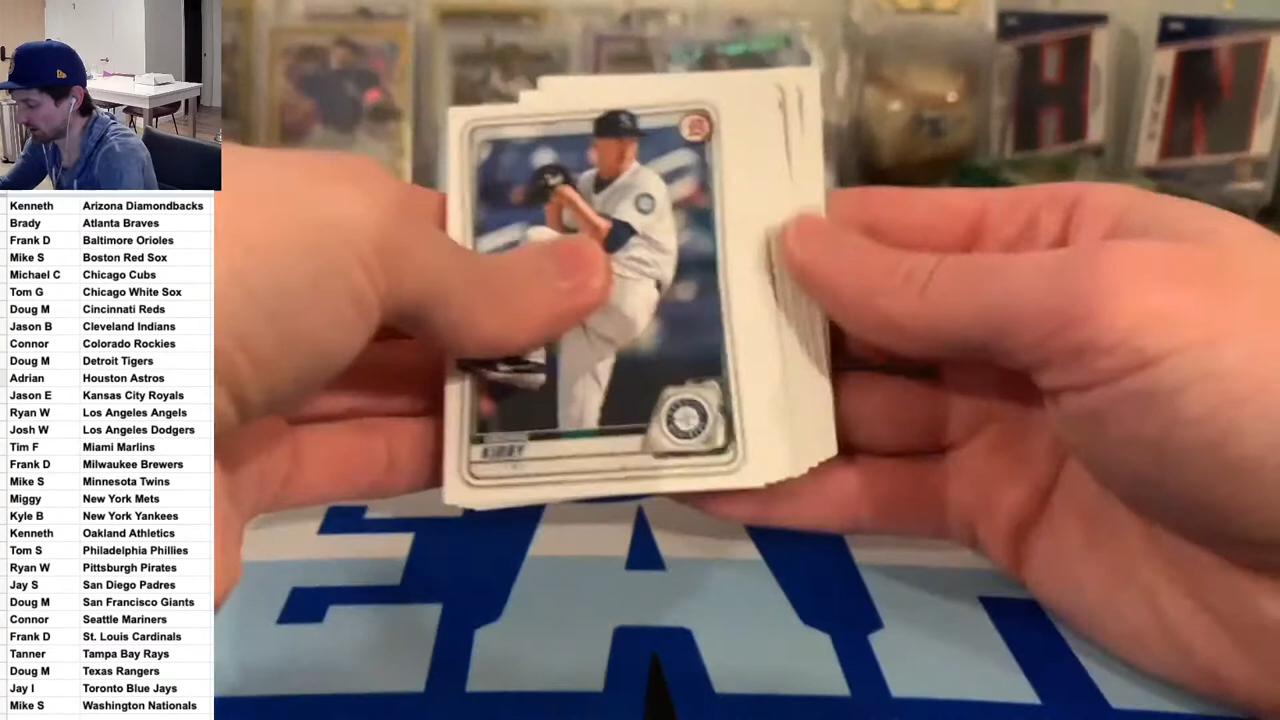 Kenneth Arizona Diamondbacks
Brady Atlanta Braves
Frank D Baltimore Orioles
Mike S Boston Red Sox
Michael C Chicago Cubs
Tom G Chicago White Sox
Doug M Cincinnati Reds
Jason B Cleveland Indians
Connor Colorado Rockies
Doug M Detroit Tigers
Adrian Houston Astros
Jason E Kansas City Royals
Ryan W Los Angeles Angels
Josh W Los Angeles Dodgers
Tim F Miami Marlins
Frank D Milwaukee Brewers
Mike S Minnesota Twins
Miggy New York Mets
Kyle B New York Yankees
Kenneth Oakland Athletics
Tom S Philadelphia Phillies
Ryan W Pittsburgh Pirates
Jay S San Diego Padres
Doug M San Francisco Giants
Connor Seattle Mariners
Frank D St. Louis Cardinals
Tanner Tampa Bay Rays
Doug M Texas Rangers
Jay I Toronto Blue Jays
Mike S Washington Nationals
KIRBY
H
N
EAR